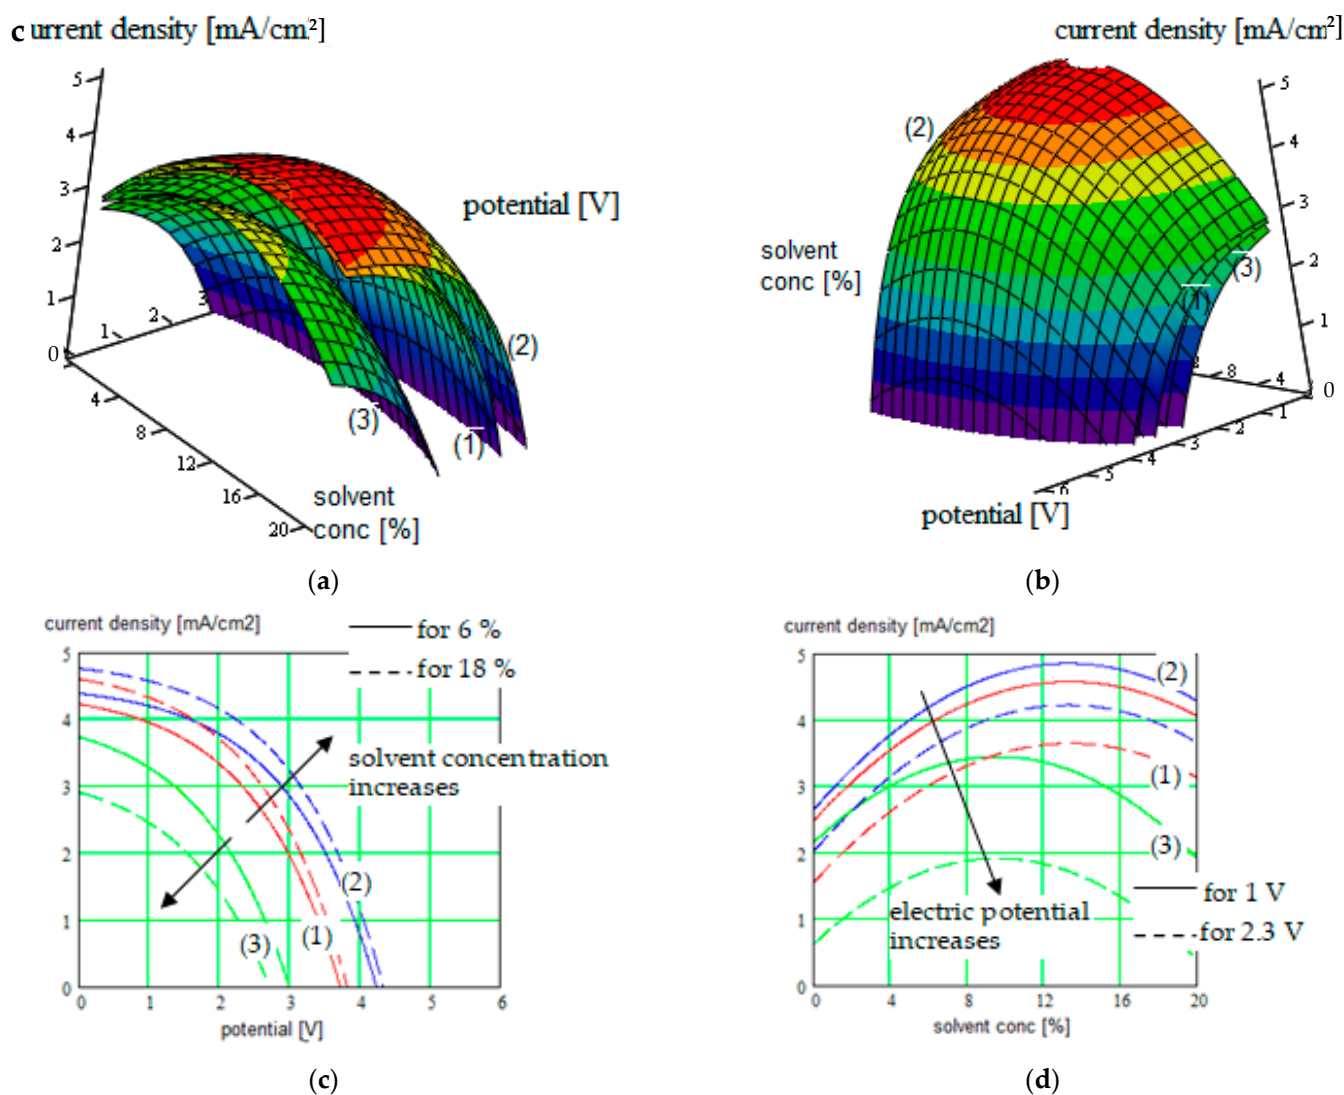 current density [mA/cm²]
5
4
3
2
1
0
1
2
3
4
8
12
16
20
potential [V]
solvent
conc [%]
(2)
(1)
(3)
(a)
current density [mA/cm²]
5
4
3
2
1
0
(2)
solvent
conc [%]
(3)
8
4
1
2
3
4
5
6
potential [V]
(b)
current density [mA/cm2]
for 6 %
for 18 %
5
4
3
2
1
0
solvent concentration
increases
(2)
(1)
(3)
0
1
2
3
4
5
6
potential [V]
(c)
current density [mA/cm2]
5
4
3
2
1
0
(2)
(1)
(3)
electric potential
increases
for 1 V
for 2.3 V
0
4
8
12
16
20
solvent conc [%]
(d)